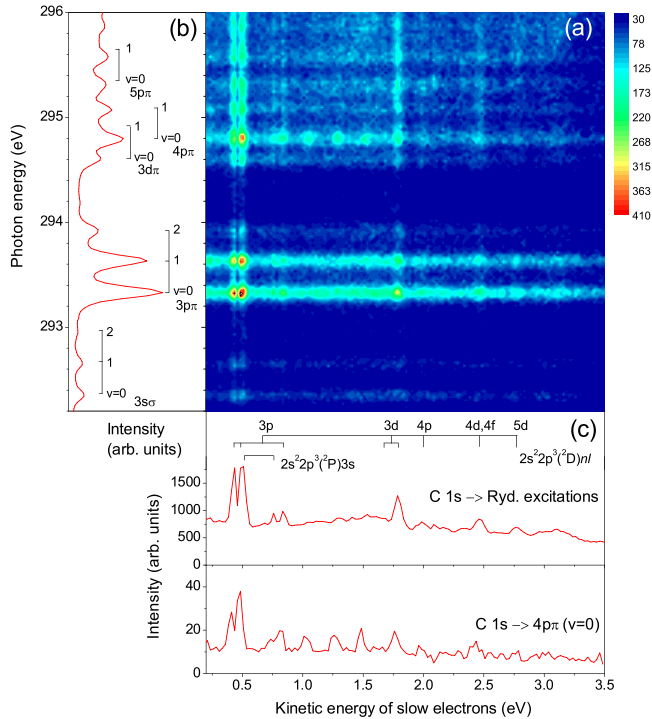 296
295
294
293
Photon energy (eV)
(b)
1
v=0
5pπ
1
1
v=0
v=0
4pπ
3dπ
2
1
v=0
3pπ
2
1
v=0
3sσ
(a)
30
78
125
173
220
268
315
363
410
Intensity
(arb. units)
(c)
3p
3d
4p
4d,4f
5d
2s²2p³(²P)3s
2s²2p³(²D)nl
C 1s −> Ryd. excitations
1500
1000
500
0
Intensity (arb. units)
C 1s −> 4pπ (v=0)
40
20
0
0.5
1.0
1.5
2.0
2.5
3.0
3.5
Kinetic energy of slow electrons (eV)